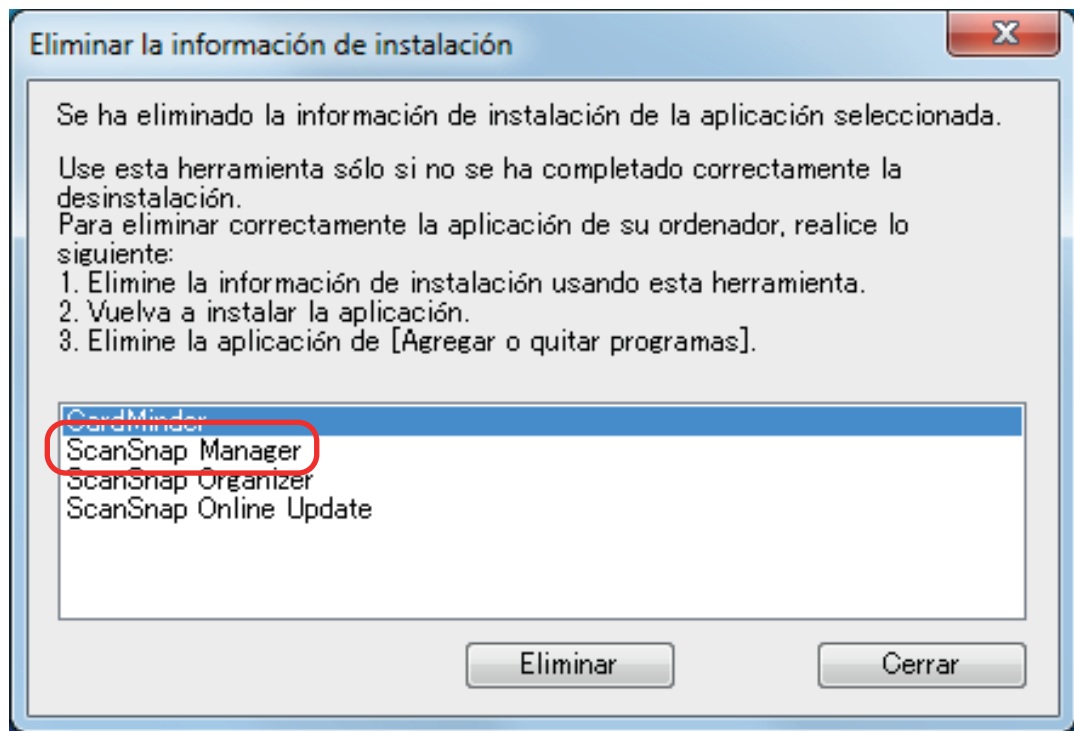 Eliminar la información de instalación
Se ha eliminado la información de instalación de la aplicación seleccionada.
Use esta herramienta sólo si no se ha completado correctamente la
desinstalación.
Para eliminar correctamente la aplicación de su ordenador, realice lo
siguiente:
1. Elimine la información de instalación usando esta herramienta.
2. Vuelva a instalar la aplicación.
3. Elimine la aplicación de [Agregar o quitar programas].
CardMinder
ScanSnap Manager
ScanSnap Organizer
ScanSnap Online Update
Eliminar
Cerrar